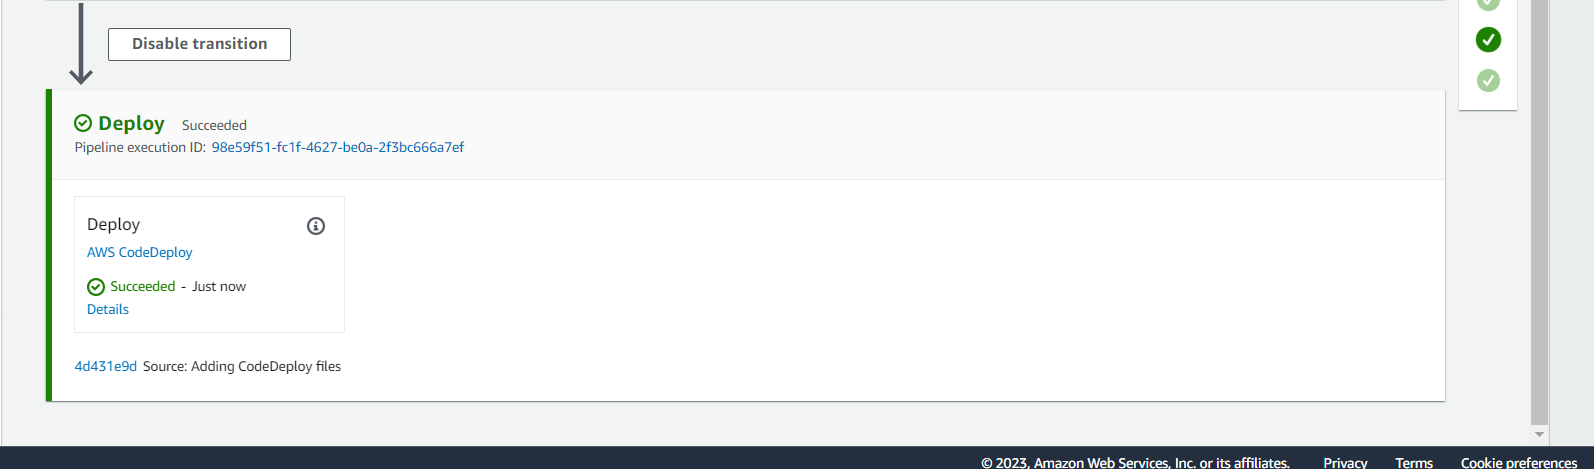 Disable transition
Deploy Succeeded
Pipeline execution ID: 98e59f51-fc1f-4627-be0a-2f3bc666a7ef
Deploy
AWS CodeDeploy
Succeeded - Just now
Details
4d431e9d Source: Adding CodeDeploy files
© 2023, Amazon Web Services, Inc. or its affiliates. Privacy Terms Cookie preferences